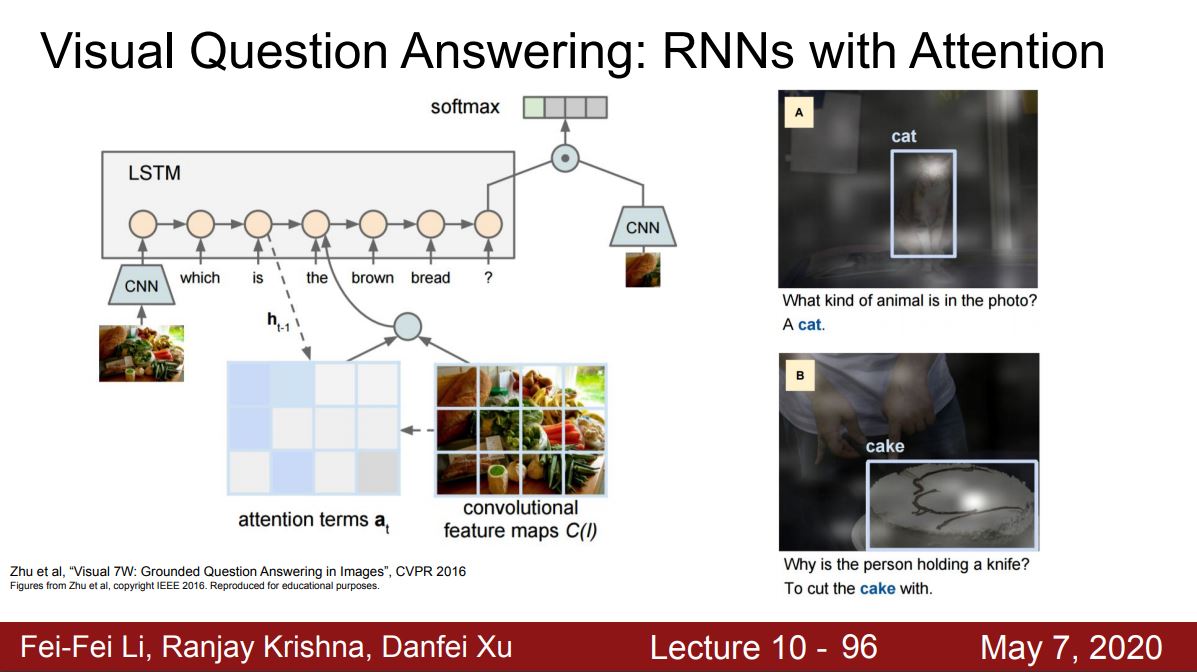 Visual Question Answering: RNNs with Attention
softmax
LSTM
CNN
which is the brown bread ?
CNN
h t-1
attention terms a t
convolutional
feature maps C(I)
A
cat
What kind of animal is in the photo?
A cat.
B
cake
Why is the person holding a knife?
To cut the cake with.
Zhu et al, “Visual 7W: Grounded Question Answering in Images”, CVPR 2016
Figures from Zhu et al, copyright IEEE 2016. Reproduced for educational purposes.
Fei-Fei Li, Ranjay Krishna, Danfei Xu
Lecture 10 - 96
May 7, 2020